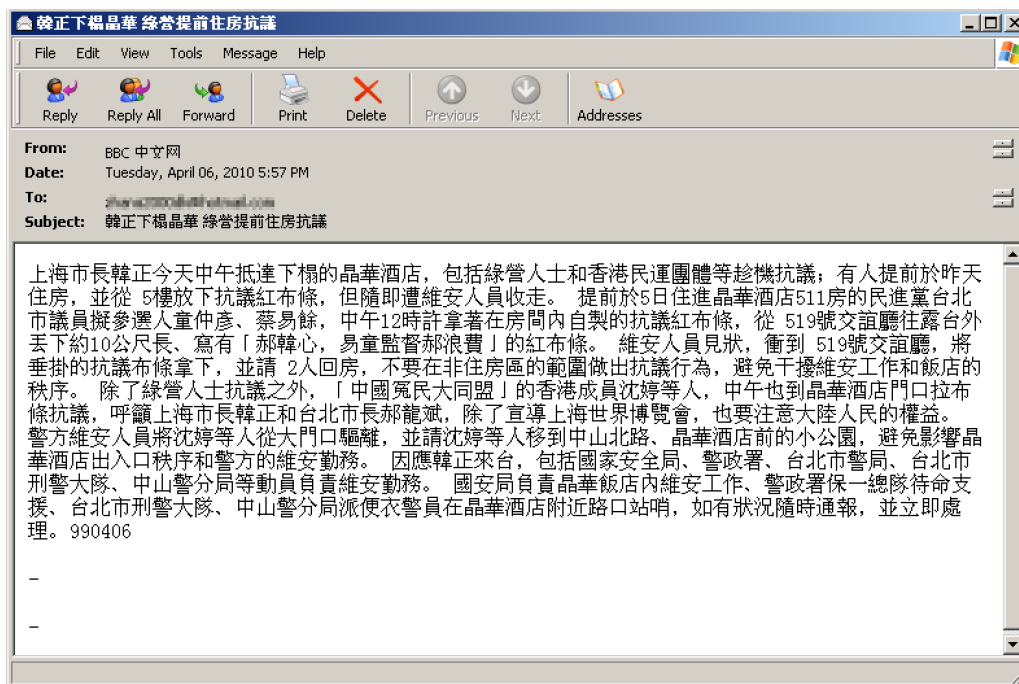 韓正下榻晶華 綠營提前住房抗議
File Edit View Tools Message Help
Reply Reply All Forward Print Delete Previous Next Addresses
From: BBC 中文网
Date: Tuesday, April 06, 2010 5:57 PM
To:
Subject: 韓正下榻晶華 綠營提前住房抗議
上海市長韓正今天中午抵達下榻的晶華酒店，包括綠營人士和香港民運團體等趁機抗議；有人提前於昨天
住房，並從 5樓放下抗議紅布條，但隨即遭維安人員收走。 提前於5日住進晶華酒店511房的民進黨台北
市議員擬參選人童仲彥、蔡易餘，中午12時許拿著在房間內自製的抗議紅布條，從 519號交誼廳往露台外
丟下約10公尺長、寫有「郝韓心，易童監督郝浪費」的紅布條。 維安人員見狀，衝到 519號交誼廳，將
垂掛的抗議布條拿下，並請 2人回房，不要在非住房區的範圍做出抗議行為，避免干擾維安工作和飯店的
秩序。 除了綠營人士抗議之外，「中國冤民大同盟」的香港成員沈婷等人，中午也到晶華酒店門口拉布
條抗議，呼籲上海市長韓正和台北市長郝龍斌，除了宣導上海世界博覽會，也要注意大陸人民的權益。
警方維安人員將沈婷等人從大門口驅離，並請沈婷等人移到中山北路、晶華酒店前的小公園，避免影響晶
華酒店出入口秩序和警方的維安勤務。 因應韓正來台，包括國家安全局、警政署、台北市警局、台北市
刑警大隊、中山警分局等動員負責維安勤務。 國安局負責晶華飯店內維安工作、警政署保一總隊待命支
援、台北市刑警大隊、中山警分局派便衣警員在晶華酒店附近路口站哨，如有狀況隨時通報，並立即處
理。990406
–
–